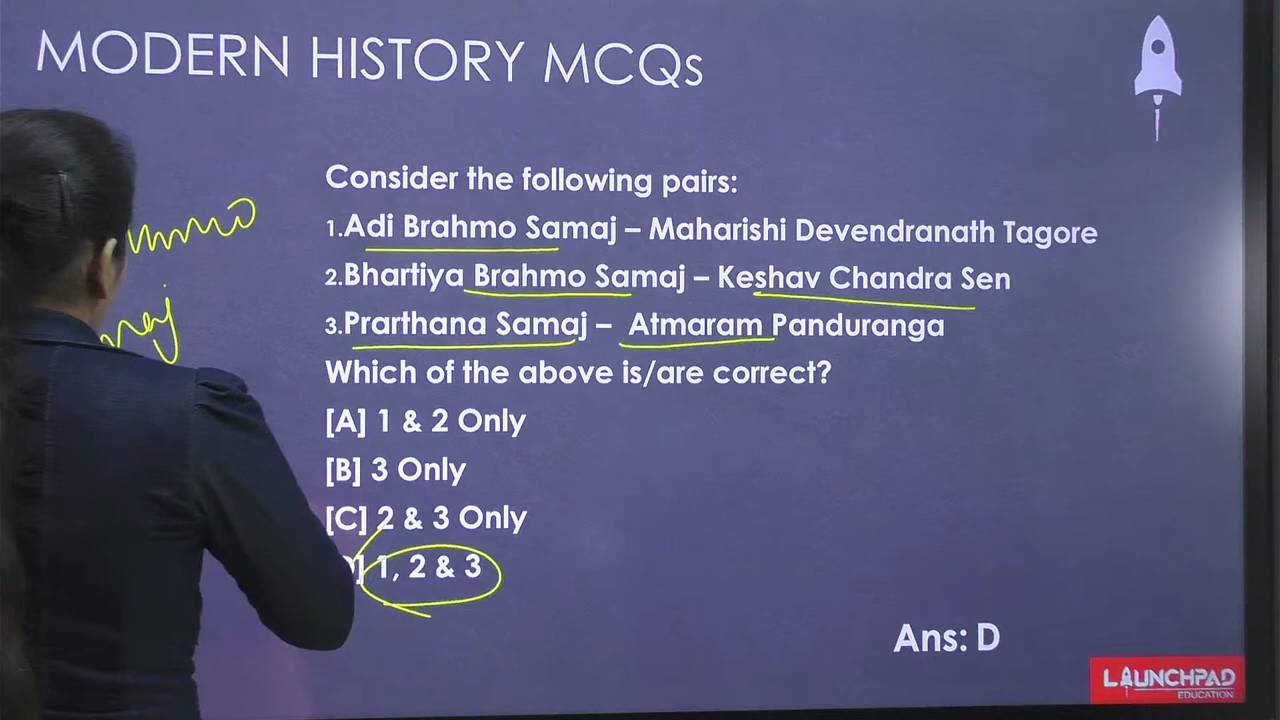 MODERN HISTORY MCQs
Consider the following pairs:
1.Adi Brahmo Samaj – Maharishi Devendranath Tagore
2.Bhartiya Brahmo Samaj – Keshav Chandra Sen
3.Prarthana Samaj – Atmaram Panduranga
Which of the above is/are correct?
[A] 1 & 2 Only
[B] 3 Only
[C] 2 & 3 Only
] 1, 2 & 3
Ans: D
LAUNCHPAD
EDUCATION